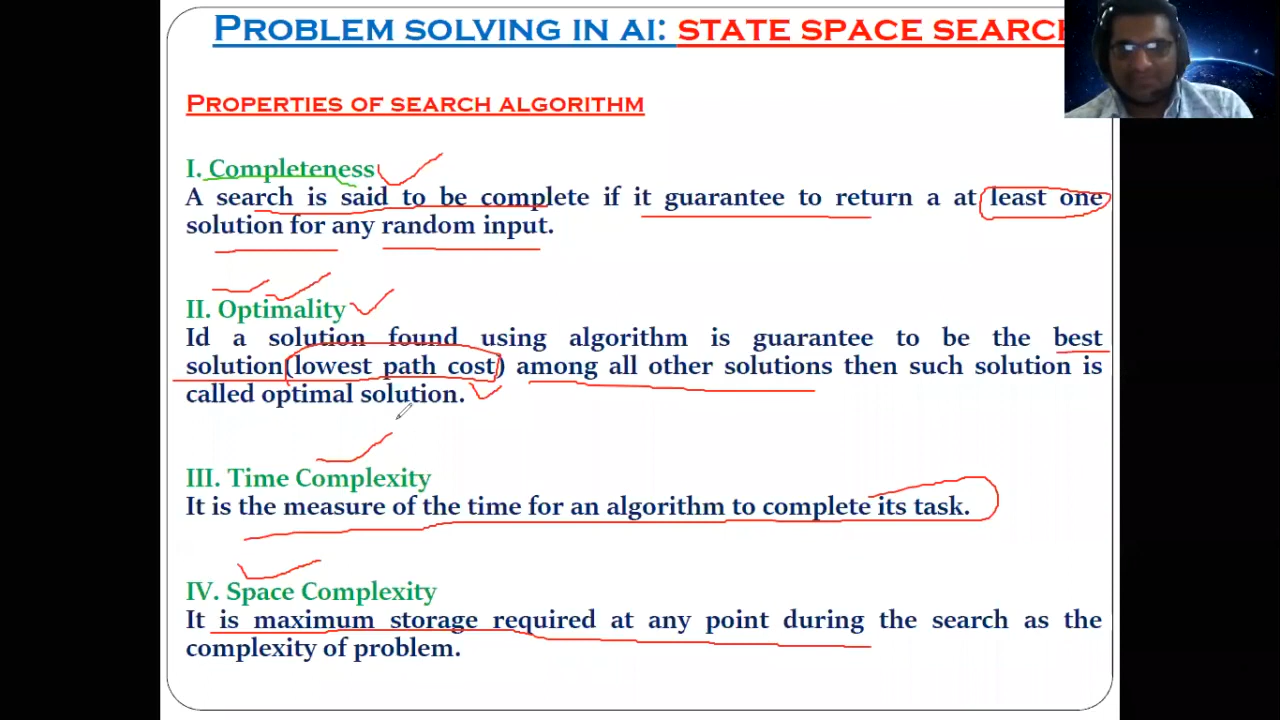 PROBLEM SOLVING IN AI: STATE SPACE SEARCH
PROPERTIES OF SEARCH ALGORITHM
I. Completeness
A search is said to be complete if it guarantee to return a at least one
solution for any random input.
II. Optimality
Id a solution found using algorithm is guarantee to be the best
solution(lowest path cost) among all other solutions then such solution is
called optimal solution.
III. Time Complexity
It is the measure of the time for an algorithm to complete its task.
IV. Space Complexity
It is maximum storage required at any point during the search as the
complexity of problem.